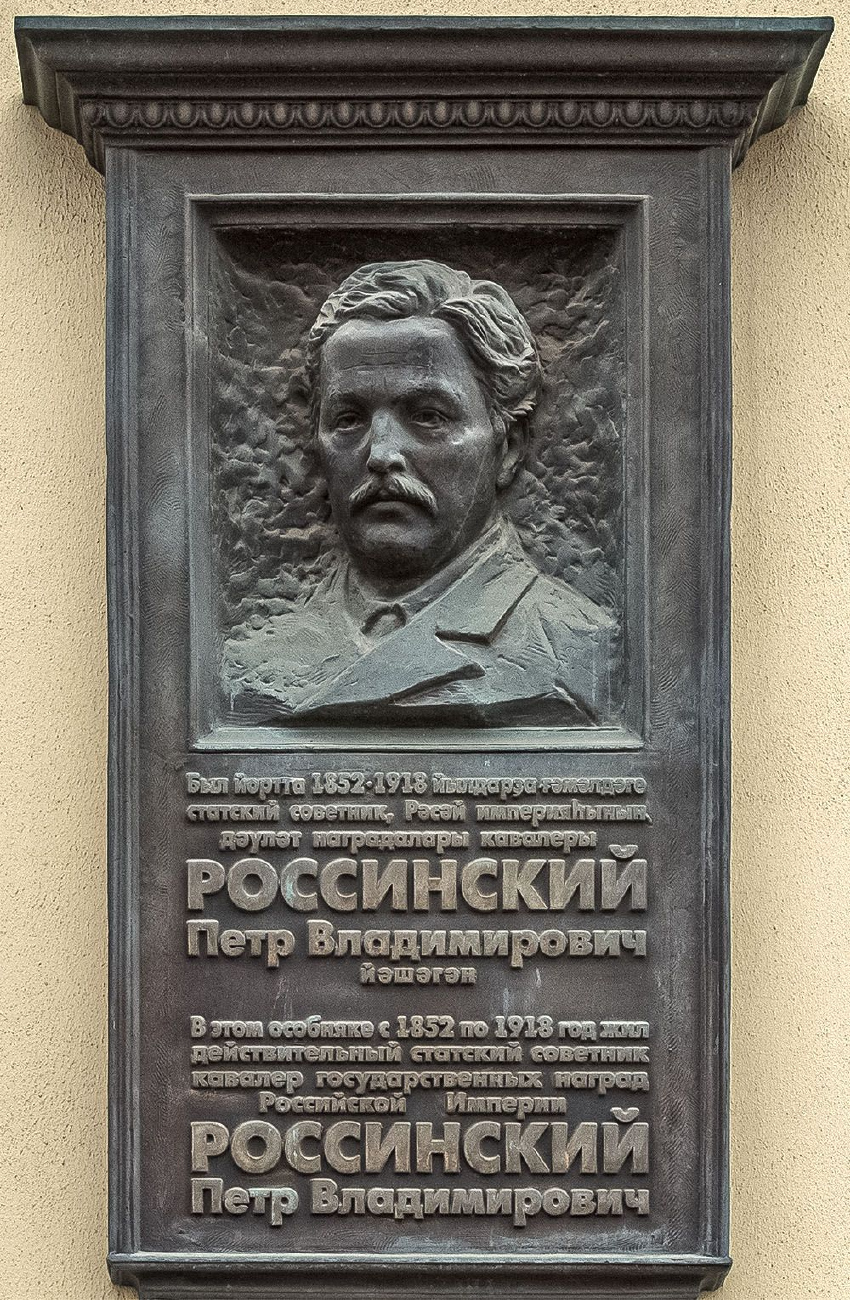 Был йортта 1852-1918 йылдарҙа ғәмәлдәге
статский советник, Рәсәй империяһының
дәүләт наградалары кавалеры
РОССИНСКИЙ
Петр Владимирович
йәшәгән
В этом особняке с 1852 по 1918 год жил
действительный статский советник
кавалер государственных наград
Российской Империи
РОССИНСКИЙ
Петр Владимирович